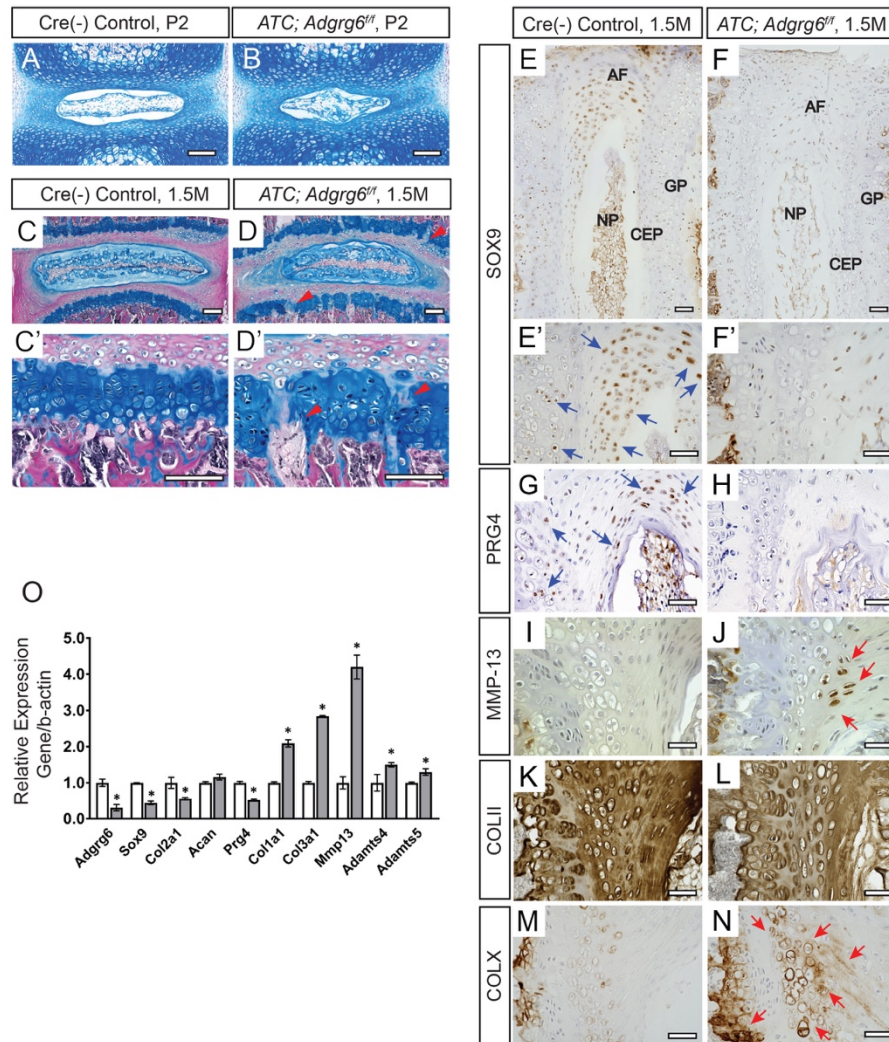 Cre(-) Control, P2
ATC; Adgrg6f/f, P2
A
B
Cre(-) Control, 1.5M
ATC; Adgrg6f/f, 1.5M
C
D
C'
D'
O
Relative Expression
Gene/b-actin
5.0
4.0
3.0
2.0
1.0
0.0
*
*
*
*
*
*
*
*
*
Adgrg6
Sox9
Col2a1
Acan
Prg4
Col1a1
Col3a1
Mmp13
Adamts4
Adamts5
Cre(-) Control, 1.5M
ATC; Adgrg6f/f, 1.5M
SOX9
E
AF
GP
NP
CEP
F
AF
GP
NP
CEP
E'
F'
PRG4
G
H
MMP-13
I
J
COLII
K
L
COLX
M
N